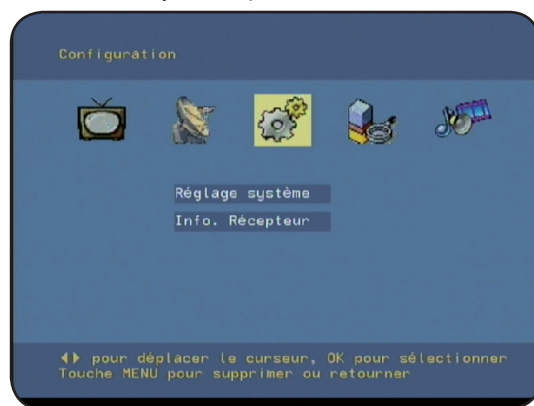 Configuration
Réglage système
Info. Récepteur
pour déplacer le curseur, OK pour sélectionner
Touche MENU pour supprimer ou retourner